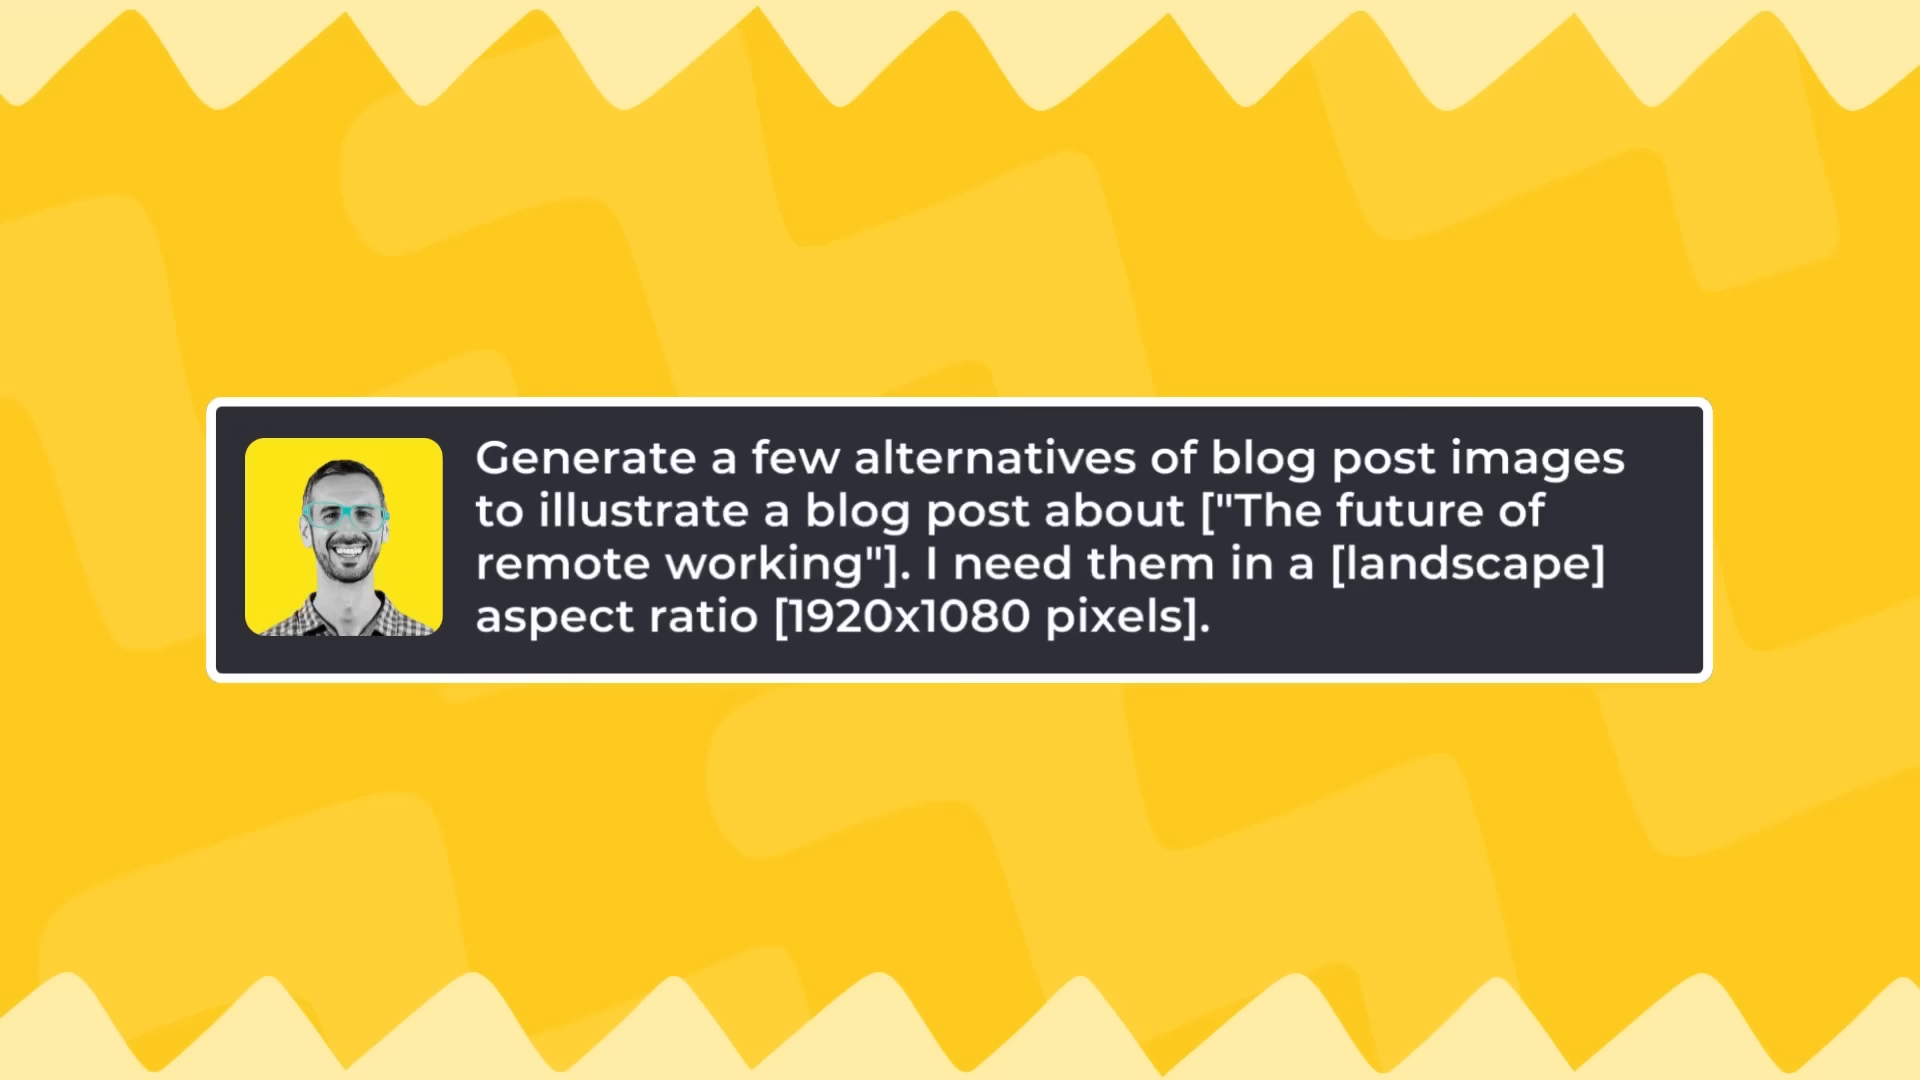 Generate a few alternatives of blog post images
to illustrate a blog post about ["The future of
remote working"]. I need them in a [landscape]
aspect ratio [1920x1080 pixels].